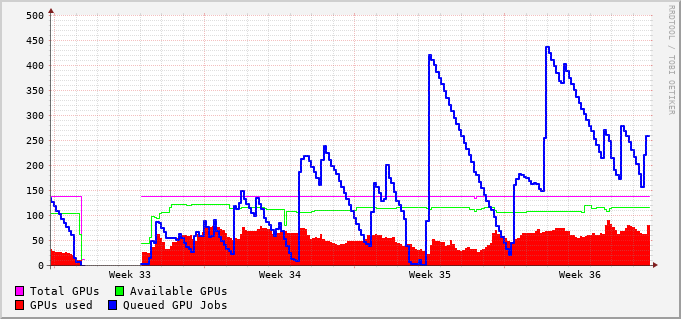 500
450
400
350
300
250
200
150
100
50
0
Week 33 Week 34 Week 35 Week 36
Total GPUs Available GPUs
GPUs used Queued GPU Jobs
RRDTOOL / TOBI OETIKER